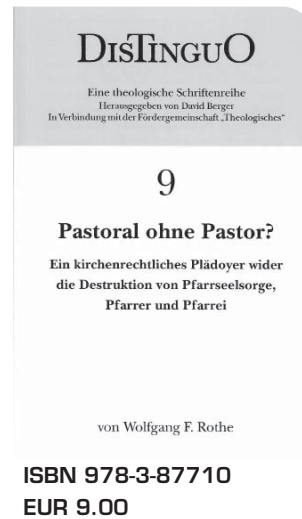 DISTINGUO
Eine theologische Schriftenreihe
Herausgegeben von David Berger
In Verbindung mit der Fördergemeinschaft „Theologisches“
9
Pastoral ohne Pastor?
Ein kirchenrechtliches Plädoyer wider
die Destruktion von Pfarrseelsorge,
Pfarrer und Pfarrei
von Wolfgang F. Rothe
ISBN 978-3-87710
EUR 9.00